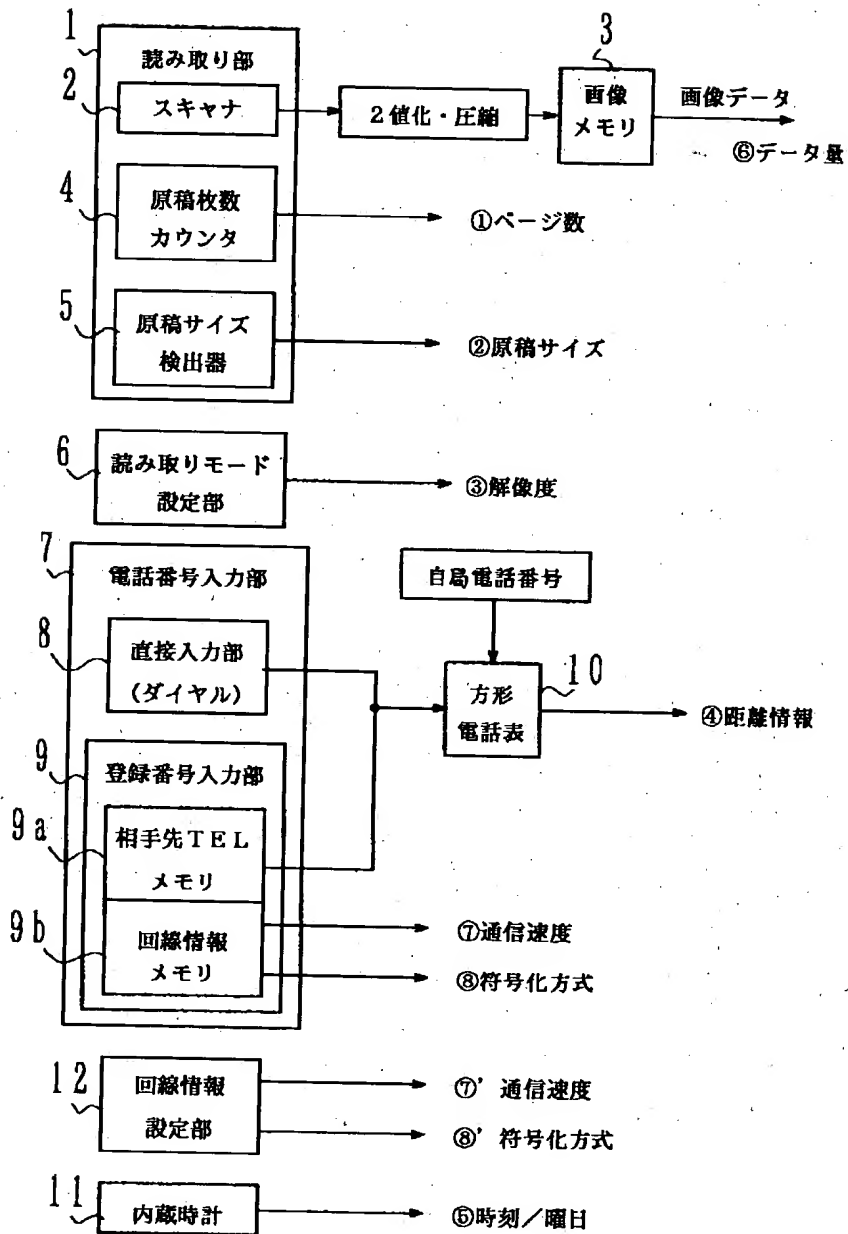 1
読み取り部
2
スキャナ
2値化・圧縮
3
画像
メモリ
画像データ
⑥データ量
4
原稿枚数
カウンタ
①ページ数
5
原稿サイズ
検出器
②原稿サイズ
6
読み取りモード
設定部
③解像度
7
電話番号入力部
自局電話番号
8
直接入力部
(ダイヤル)
10
方形
電話表
④距離情報
9
登録番号入力部
9a
相手先TEL
メモリ
9b
回線情報
メモリ
⑦通信速度
⑧符号化方式
12
回線情報
設定部
⑦' 通信速度
⑧' 符号化方式
11
内蔵時計
⑤時刻/曜日